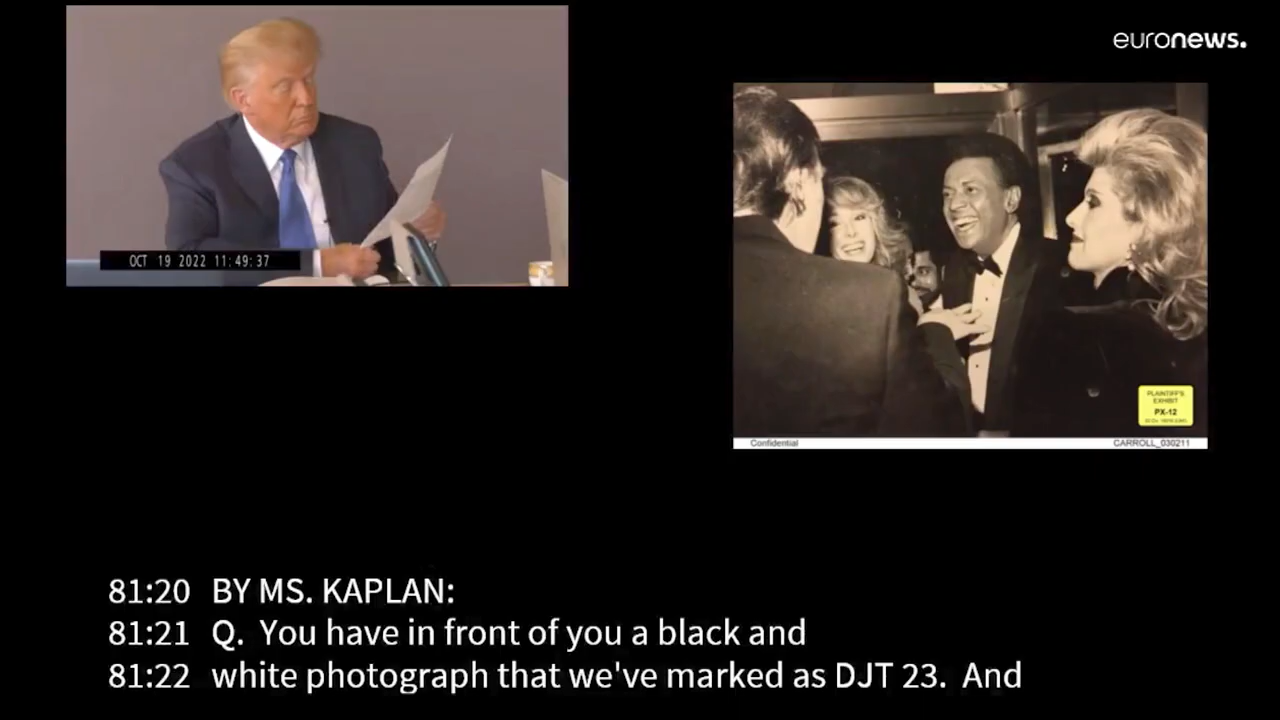 euronews.
OCT 19 2022 11:49:37
PLAINTIFF'S
EXHIBIT
PX-12
Confidential
CARROLL_030211
81:20 BY MS. KAPLAN:
81:21 Q. You have in front of you a black and
81:22 white photograph that we've marked as DJT 23. And